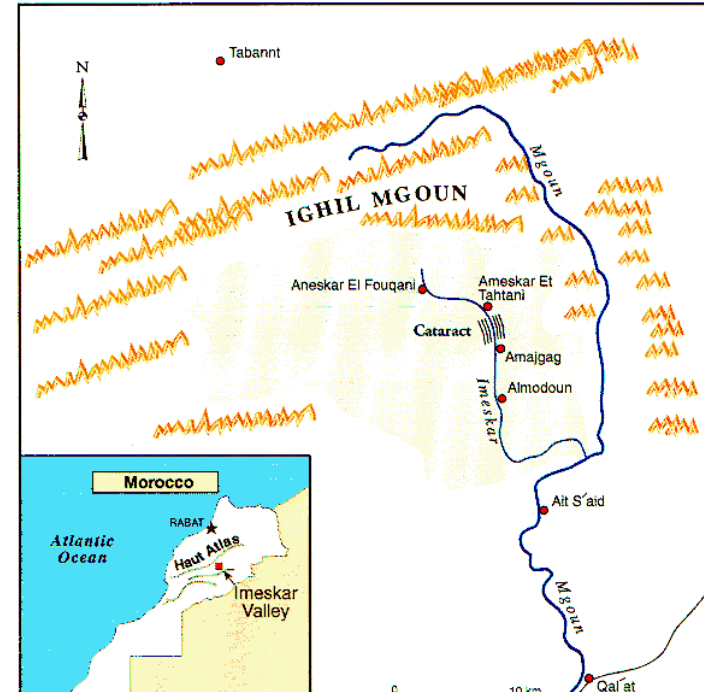 Tabannt
N
Mgoun
IGHIL MGOUN
Aneskar El Fouqani
Ameskar Et
Tahtani
Cataract
Amajgag
Imeskar
Almodoun
Ait S'aid
Mgoun
Qal'at
0
10 km
Morocco
RABAT
Atlantic
Ocean
Haut Atlas
Imeskar
Valley